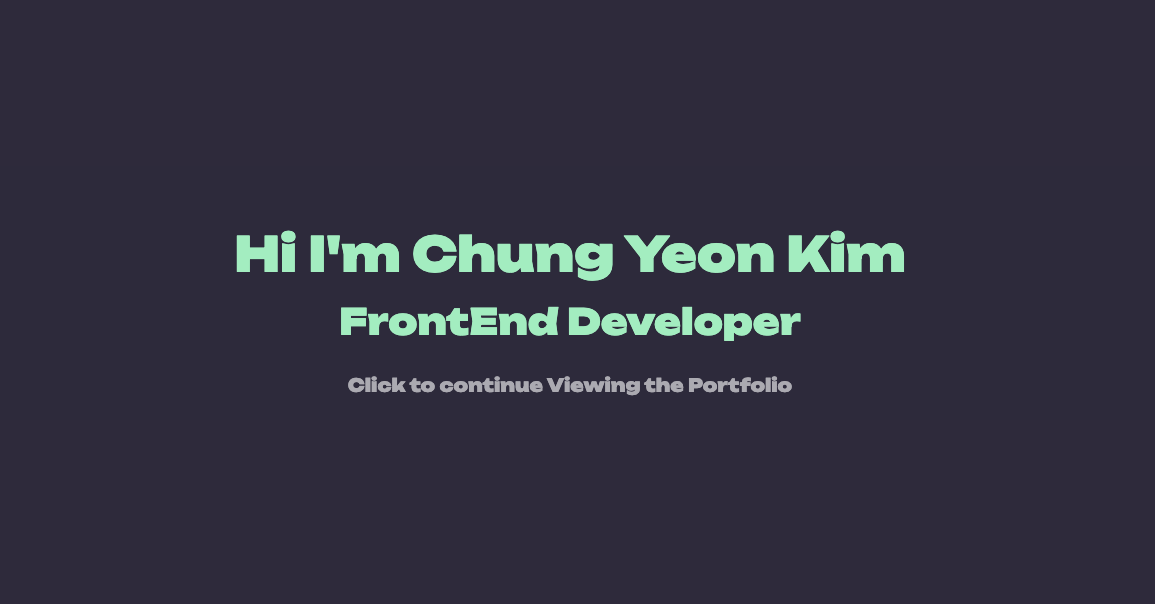 Hi I'm Chung Yeon Kim
FrontEnd Developer
Click to continue Viewing the Portfolio